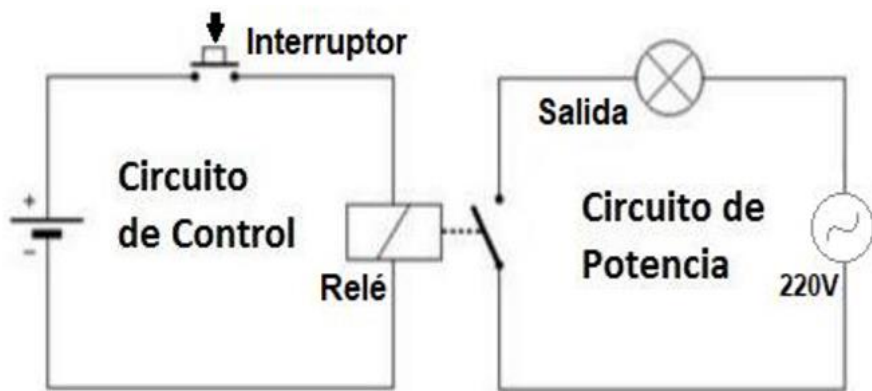 Interruptor
Salida
+
Circuito
de Control
-
Relé
Circuito de
Potencia
220V